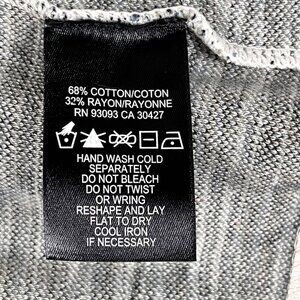 68% COTTON/COTON
32% RAYON/RAYONNE
RN 93093 CA 30427
HAND WASH COLD
SEPARATELY
DO NOT BLEACH
DO NOT TWIST
OR WRING
RESHAPE AND LAY
FLAT TO DRY
COOL IRON
IF NECESSARY